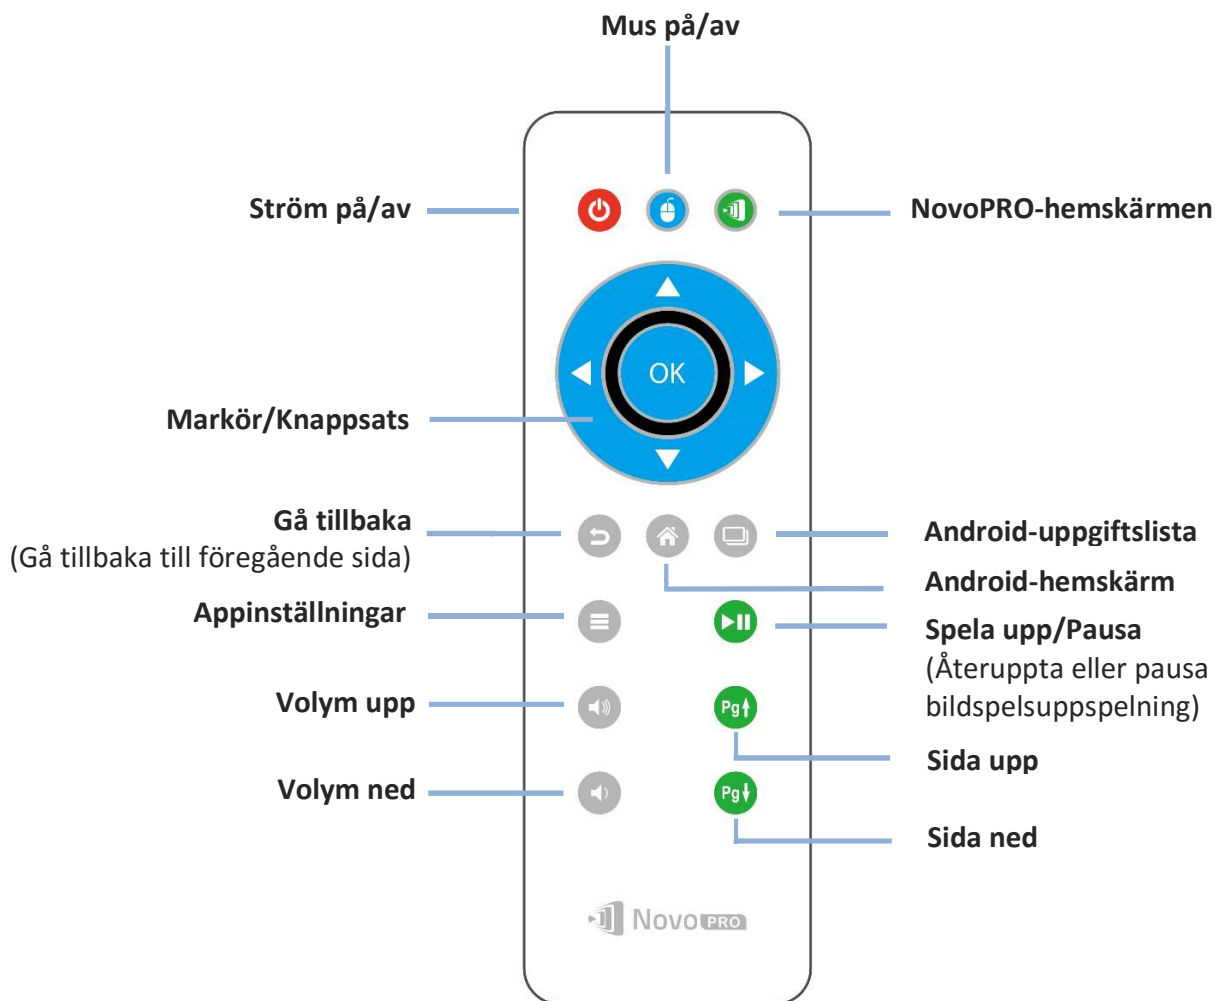 Mus på/av
Ström på/av
NovoPRO-hemskärmen
OK
Markör/Knappsats
Gå tillbaka
(Gå tillbaka till föregående sida)
Android-uppgiftslista
Android-hemskärm
Appinställningar
Spela upp/Pausa
(Återuppta eller pausa
bildspelsuppspelning)
Volym upp
Pg
Sida upp
Volym ned
Pg
Sida ned
Novo PRO